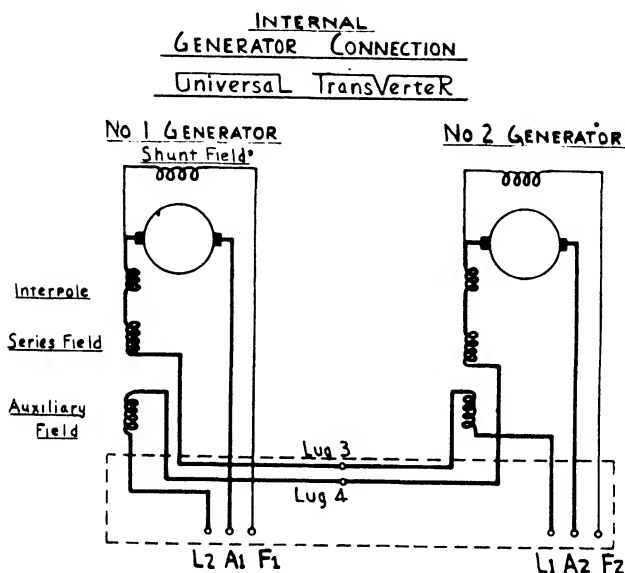 INTERNAL
GENERATOR CONNECTION
UniversaL TransVerteR
No 1 GENERATOR
No 2 GENERATOR
Shunt Field
Interpole
Series Field
Auxiliary
Field
Lug 3
Lug 4
L2 A1 F1
L1 A2 F2